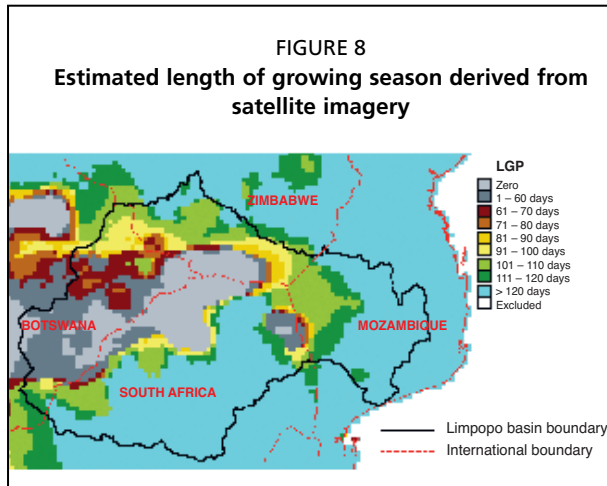 FIGURE 8
Estimated length of growing season derived from
satellite imagery
LGP
Zero
1 – 60 days
61 – 70 days
71 – 80 days
81 – 90 days
91 – 100 days
101 – 110 days
111 – 120 days
> 120 days
Excluded
ZIMBABWE
BOTSWANA
MOZAMBIQUE
SOUTH AFRICA
Limpopo basin boundary
International boundary